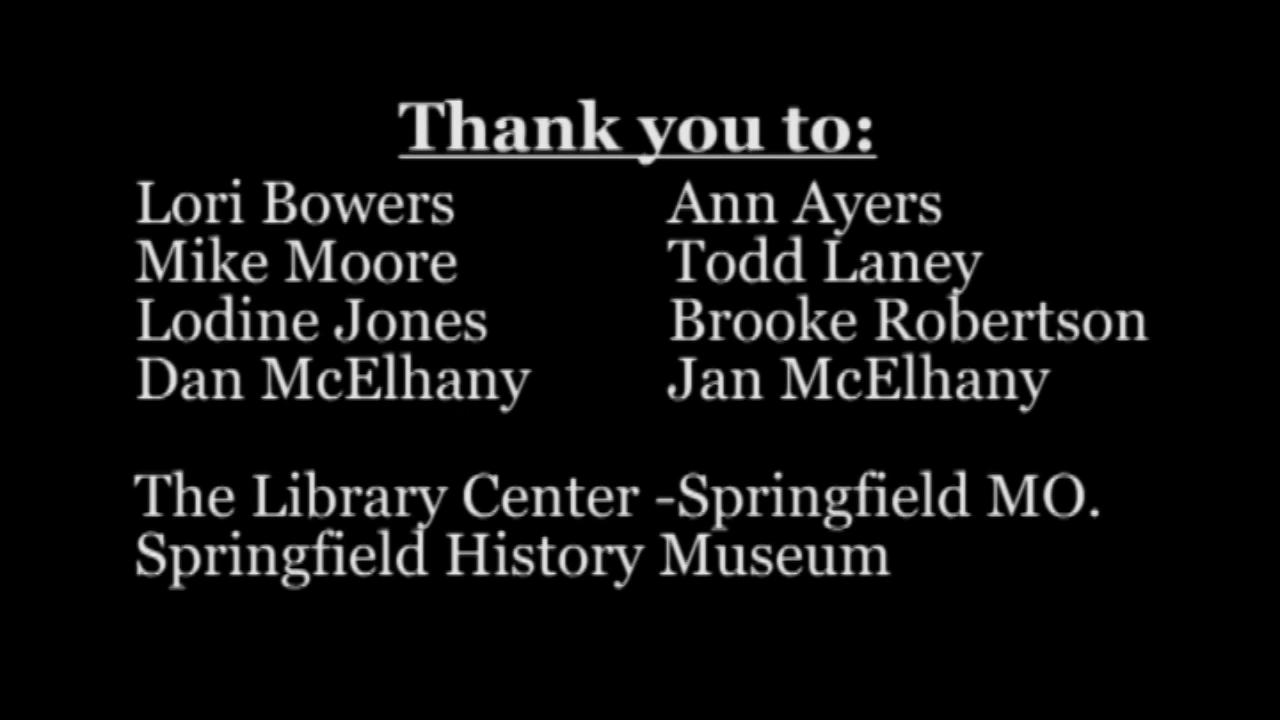 Thank you to:
Lori Bowers Ann Ayers
Mike Moore Todd Laney
Lodine Jones Brooke Robertson
Dan McElhany Jan McElhany
The Library Center -Springfield MO.
Springfield History Museum